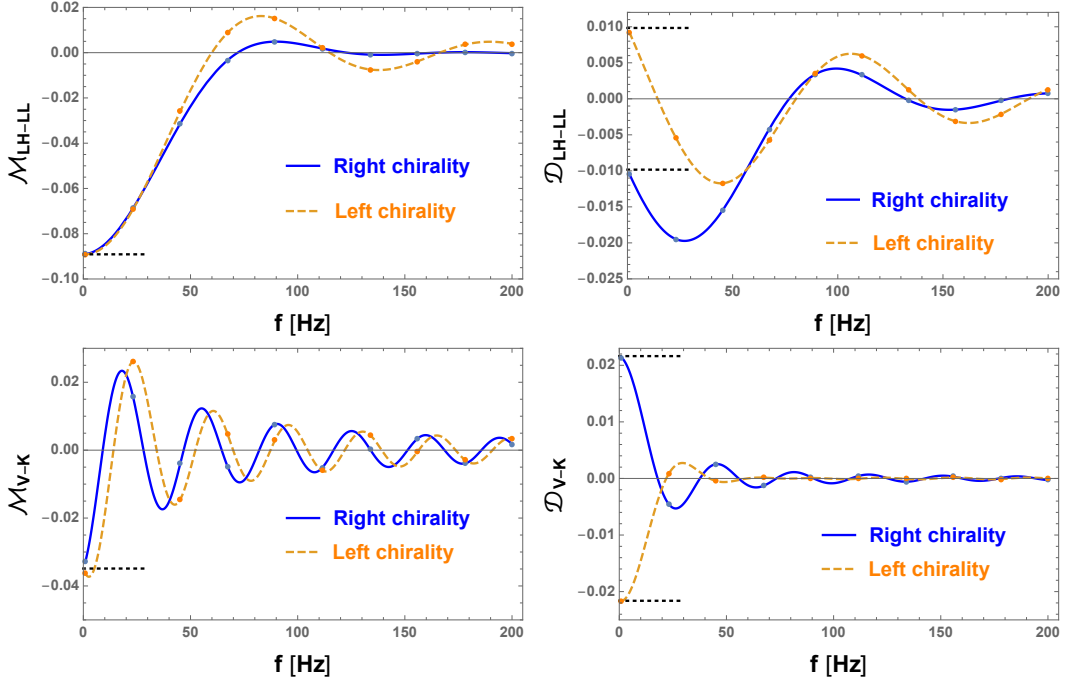 0.02
0.00
−0.02
−0.04
−0.06
−0.08
−0.10
ℳLH−LL
Right chirality
Left chirality
0 50 100 150 200
f [Hz]
0.010
0.005
0.000
−0.005
−0.010
−0.015
−0.020
−0.025
𝒟LH−LL
Right chirality
Left chirality
0 50 100 150 200
f [Hz]
0.02
0.00
−0.02
−0.04
ℳV−K
Right chirality
Left chirality
0 50 100 150 200
f [Hz]
0.02
0.01
0.00
−0.01
−0.02
𝒟V−K
Right chirality
Left chirality
0 50 100 150 200
f [Hz]